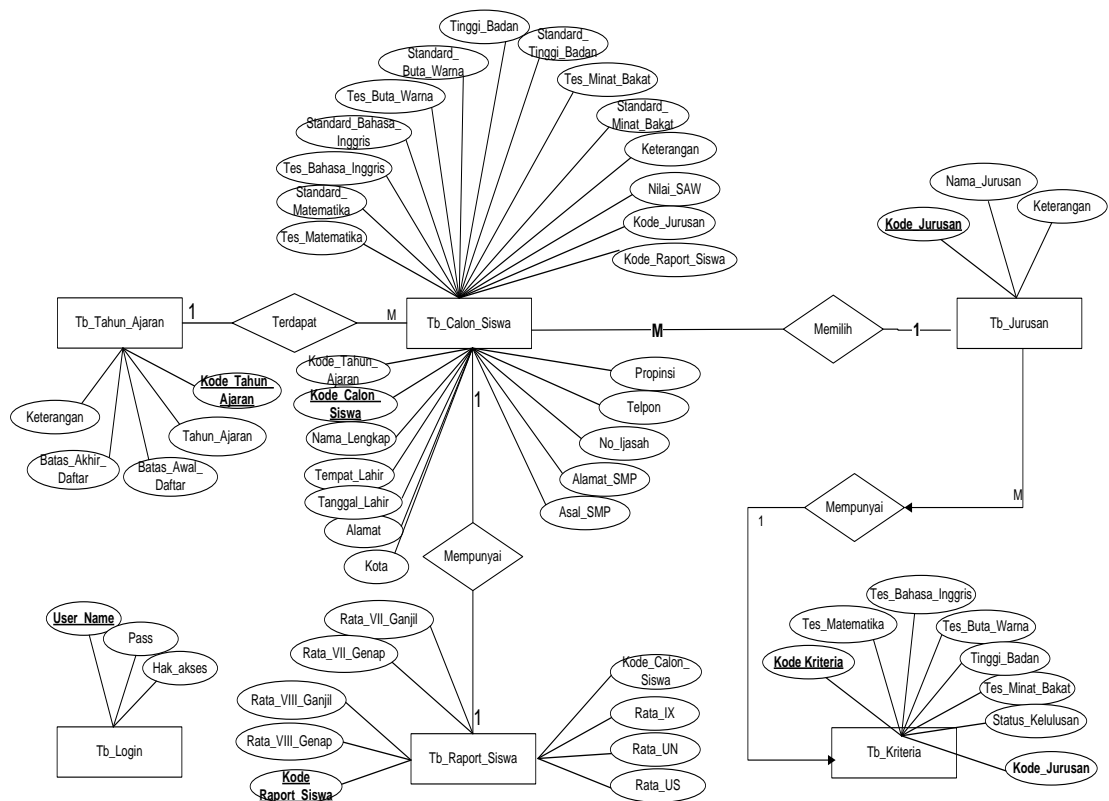 Tinggi_Badan
Standard_
Tinggi_Badan
Standard_
Buta_Warna
Tes_Minat_Bakat
Tes_Buta_Warna
Standard_
Minat_Bakat
Standard_Bahasa_
Inggris
Keterangan
Tes_Bahasa_Inggris
Nilai_SAW
Standard_
Matematika
Kode_Jurusan
Tes_Matematika
Kode_Raport_Siswa
Nama_Jurusan
Keterangan
Kode_Jurusan
Tb_Tahun_Ajaran
1
Terdapat
M
Tb_Calon_Siswa
M
Memilih
1
Tb_Jurusan
Kode_Tahun_
Ajaran
Kode_Calon_
Siswa
Nama_Lengkap
Tempat_Lahir
Tanggal_Lahir
Alamat
Kota
1
Propinsi
Telpon
No_Ijasah
Alamat_SMP
Asal_SMP
Kode_Tahun_
Ajaran
Keterangan
Tahun_Ajaran
Batas_Akhir_
Daftar
Batas_Awal_
Daftar
Mempunyai
1
Mempunyai
M
User_Name
Pass
Hak_akses
Tb_Login
Rata_VII_Ganjil
Rata_VII_Genap
Rata_VIII_Ganjil
Rata_VIII_Genap
Kode_
Raport_Siswa
1
Tb_Raport_Siswa
Kode_Calon_
Siswa
Rata_IX
Rata_UN
Rata_US
Tes_Bahasa_Inggris
Tes_Matematika
Tes_Buta_Warna
Kode Kriteria
Tinggi_Badan
Tes_Minat_Bakat
Status_Kelulusan
Tb_Kriteria
Kode_Jurusan